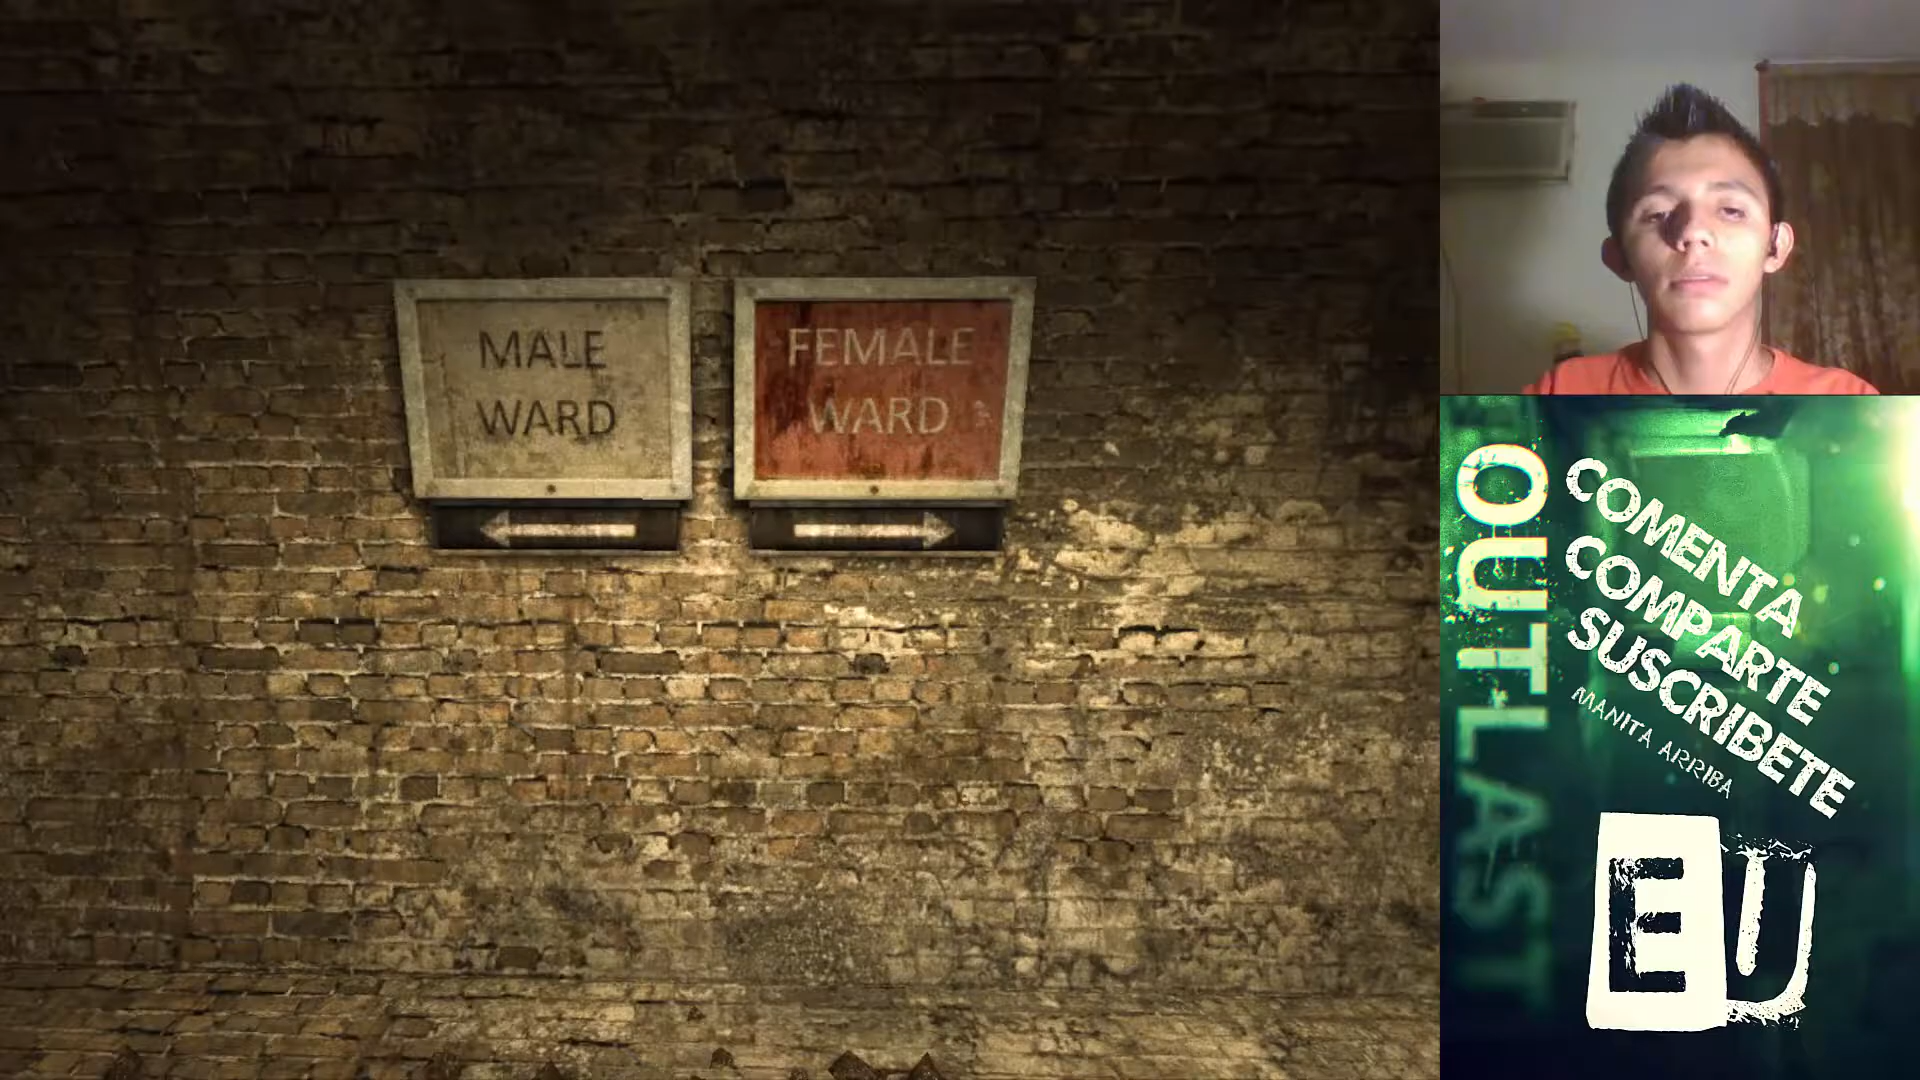 MALE
WARD
FEMALE
WARD
OUTLAST
COMENTA
COMPARTE
SUSCRIBETE
MANITA ARRIBA
EU